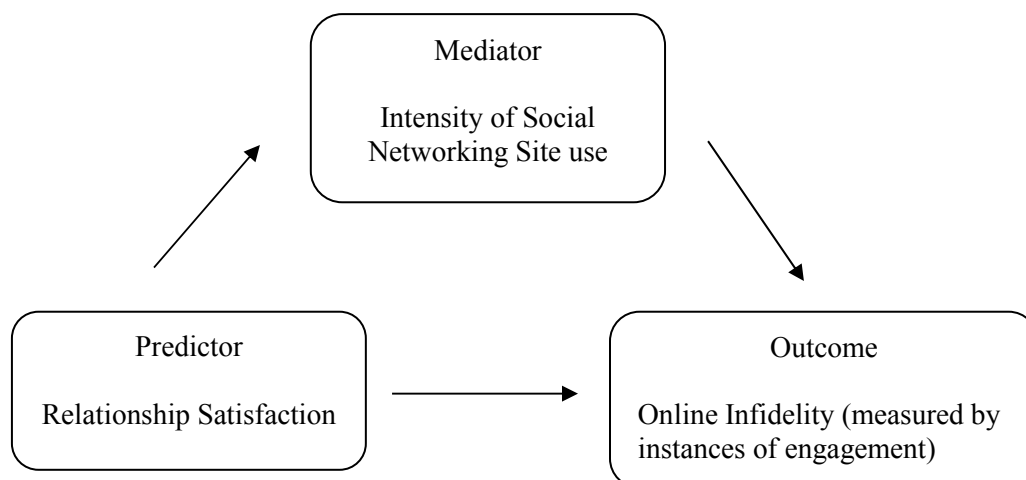 Mediator
Intensity of Social
Networking Site use
Predictor
Relationship Satisfaction
Outcome
Online Infidelity (measured by
instances of engagement)